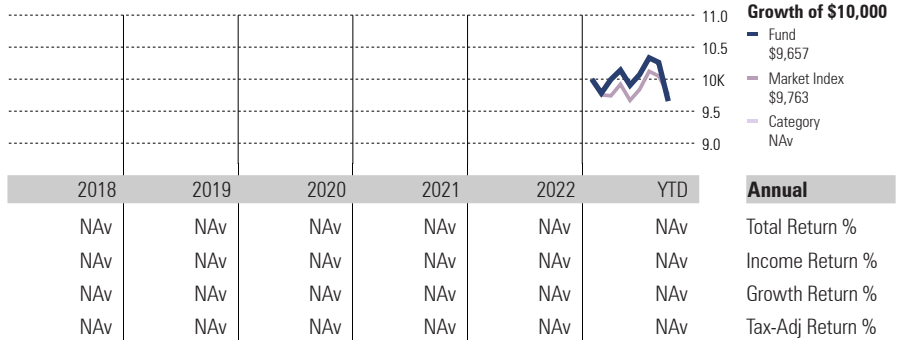 11.0
10.5
10K
9.5
9.0
Growth of $10,000
Fund
$9,657
Market Index
$9,763
Category
NAv
2018 2019 2020 2021 2022 YTD Annual
NAv NAv NAv NAv NAv NAv Total Return %
NAv NAv NAv NAv NAv NAv Income Return %
NAv NAv NAv NAv NAv NAv Growth Return %
NAv NAv NAv NAv NAv NAv Tax-Adj Return %